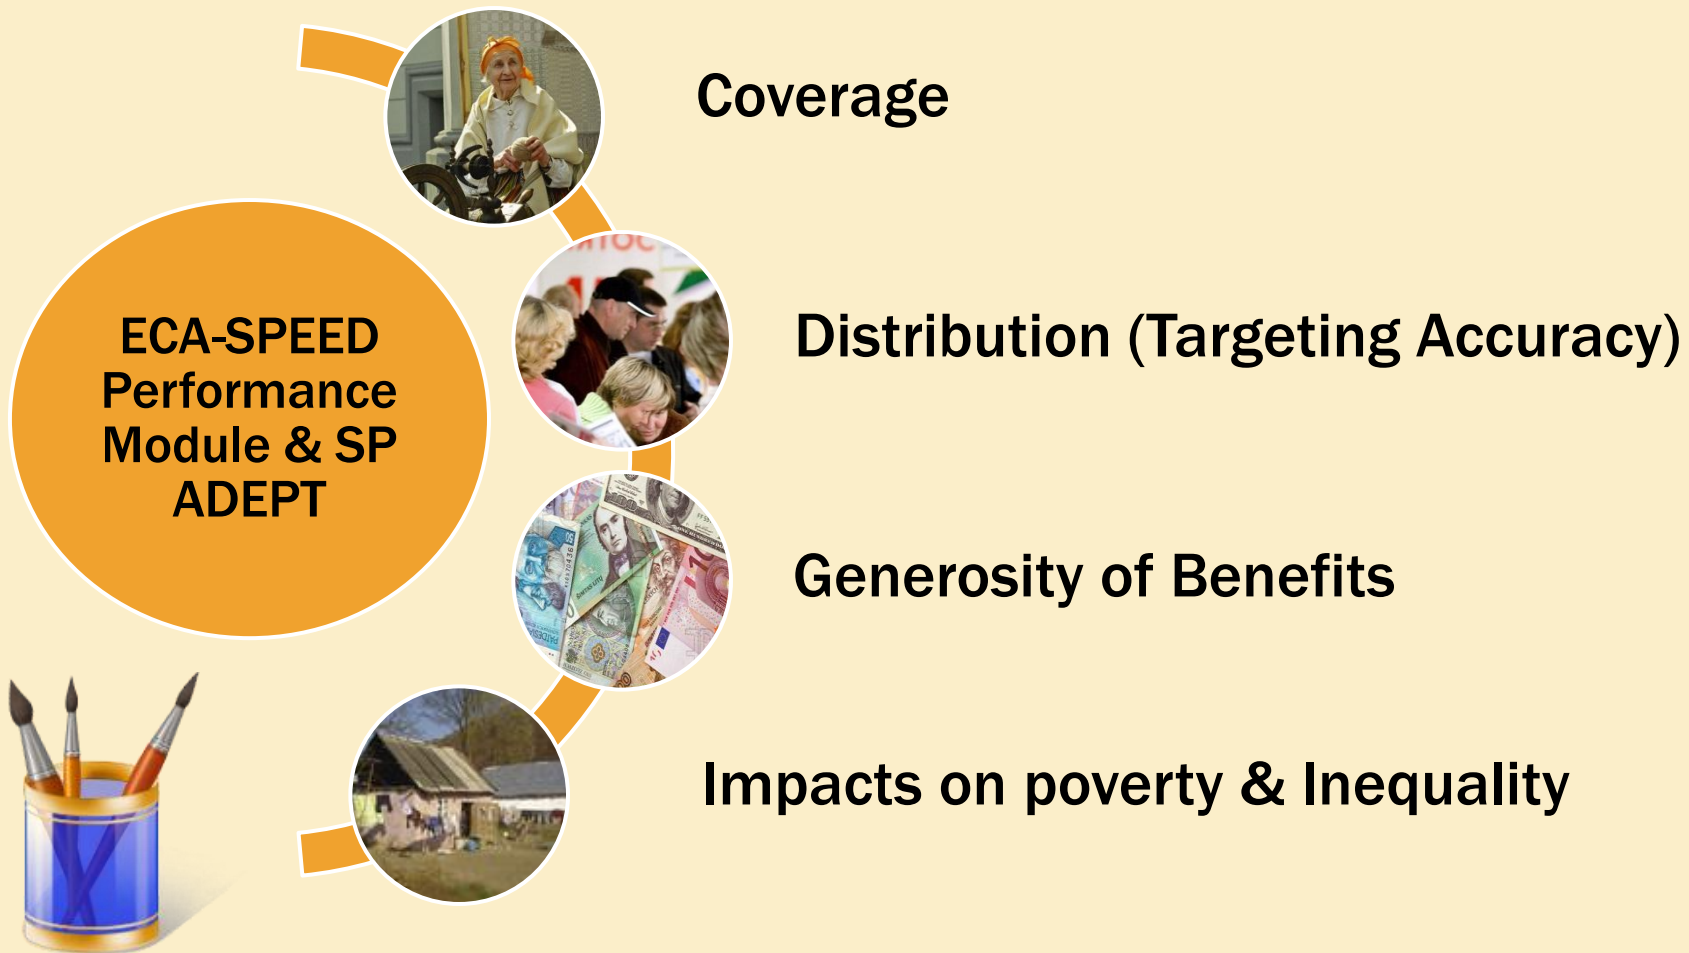 ECA-SPEED
Performance
Module & SP
ADEPT
Coverage
Distribution (Targeting Accuracy)
Generosity of Benefits
Impacts on poverty & Inequality